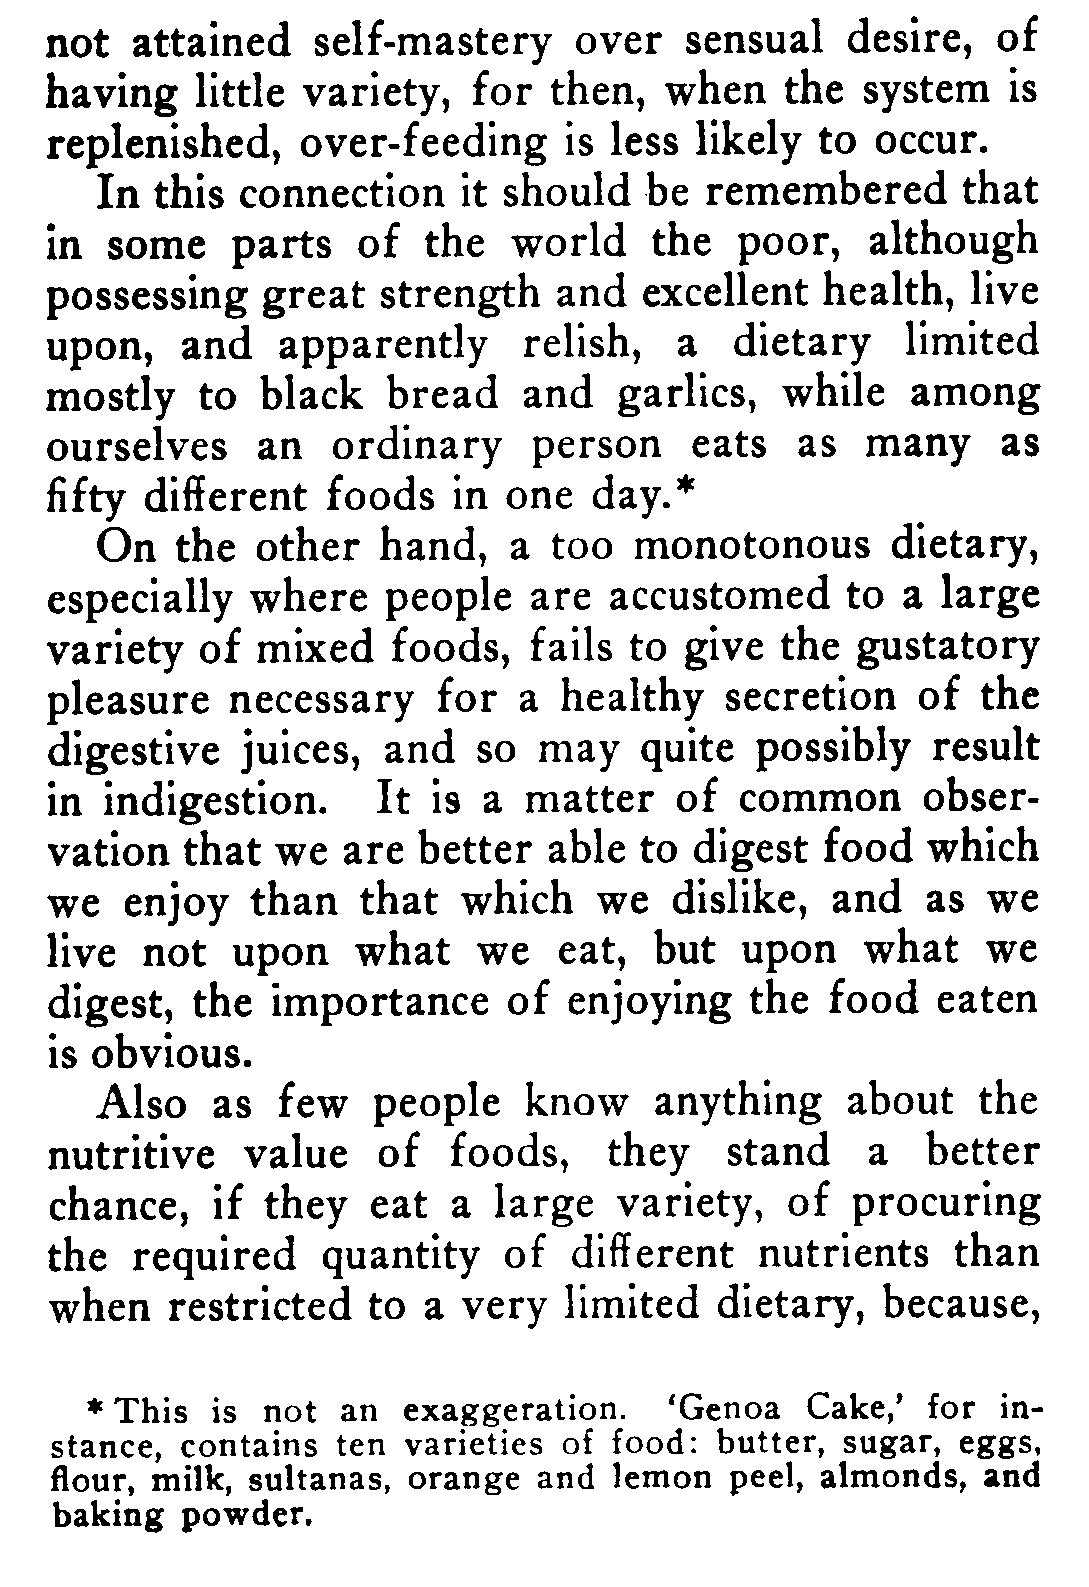 not attained self-mastery over sensual desire, of
having little variety, for then, when the system is
replenished, over-feeding is less likely to occur.
In this connection it should be remembered that
in some parts of the world the poor, although
possessing great strength and excellent health, live
upon, and apparently relish, a dietary limited
mostly to black bread and garlics, while among
ourselves an ordinary person eats as many as
fifty different foods in one day.*
On the other hand, a too monotonous dietary,
especially where people are accustomed to a large
variety of mixed foods, fails to give the gustatory
pleasure necessary for a healthy secretion of the
digestive juices, and so may quite possibly result
in indigestion. It is a matter of common obser-
vation that we are better able to digest food which
we enjoy than that which we dislike, and as we
live not upon what we eat, but upon what we
digest, the importance of enjoying the food eaten
is obvious.
Also as few people know anything about the
nutritive value of foods, they stand a better
chance, if they eat a large variety, of procuring
the required quantity of different nutrients than
when restricted to a very limited dietary, because,
* This is not an exaggeration. ‘Genoa Cake,’ for in-
stance, contains ten varieties of food: butter, sugar, eggs,
flour, milk, sultanas, orange and lemon peel, almonds, and
baking powder.